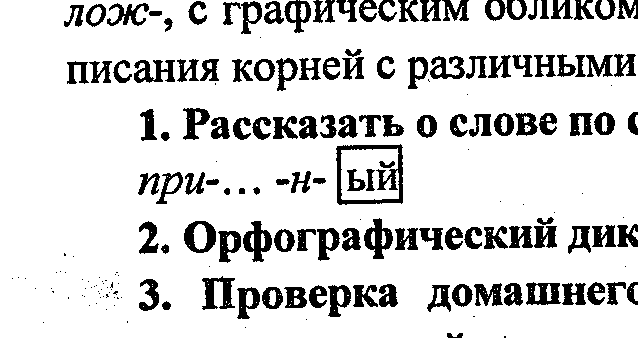 лож-, с графическим обликом
писания корней с различными
1. Рассказать о слове по
при-... -н- ый
2. Орфографический дик
3. Проверка домашнего